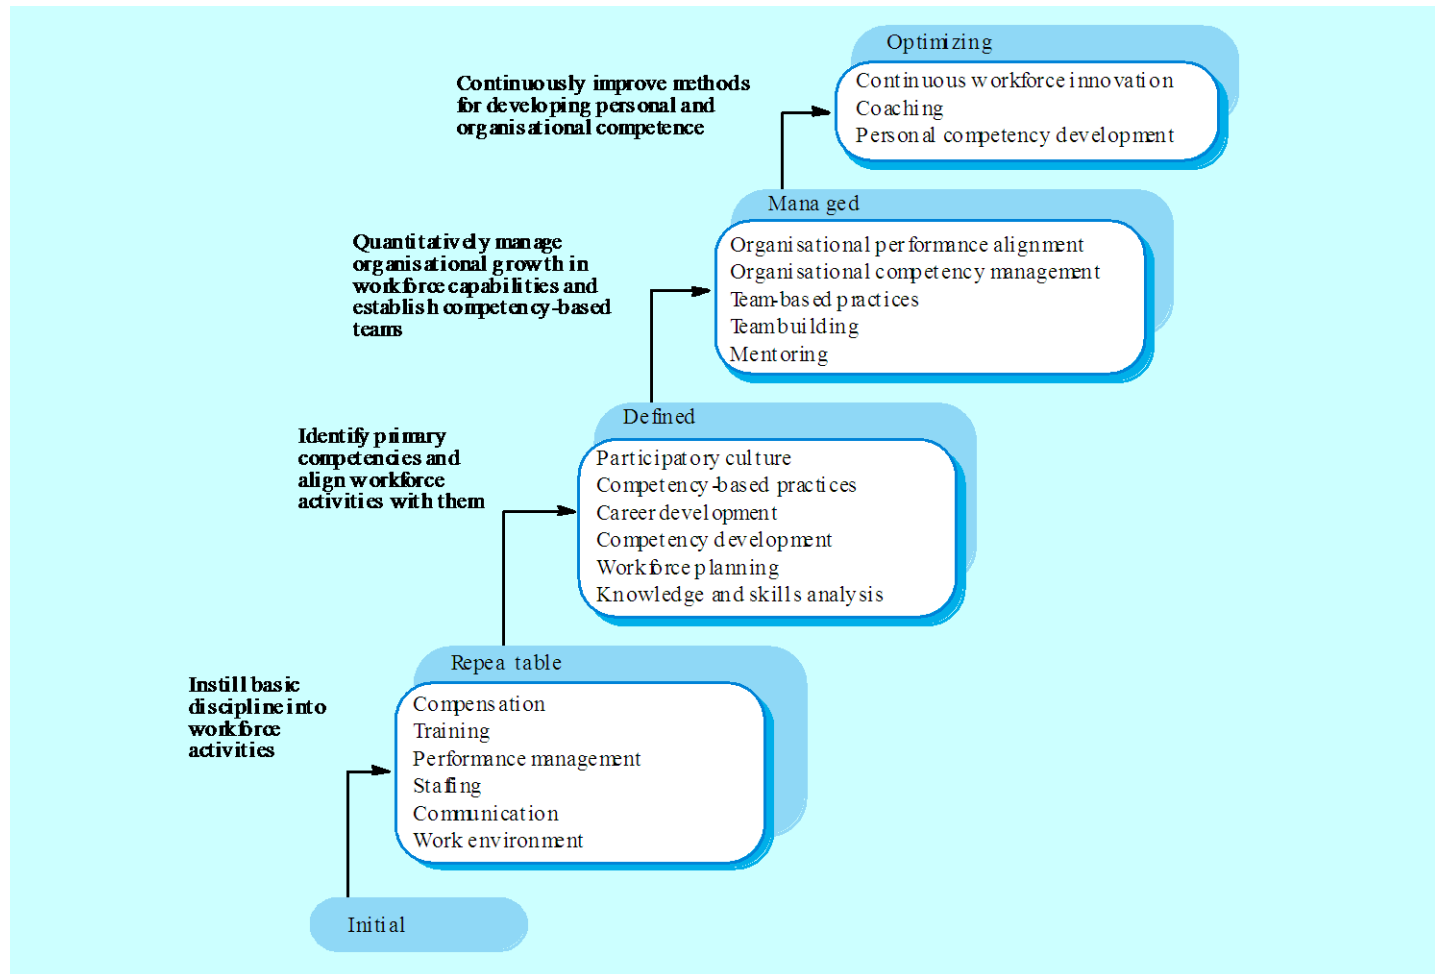 Optimizing
Continuous workforce innovation
Coaching
Personal competency development
Continuously improve methods
for developing personal and
organisational competence
Managed
Organisational performance alignment
Organisational competency management
Team-based practices
Team building
Mentoring
Quantitatively manage
organisational growth in
workforce capabilities and
establish competency-based
teams
Defined
Participatory culture
Competency-based practices
Career development
Competency development
Workforce planning
Knowledge and skills analysis
Identify primary
competencies and
align workforce
activities with them
Repeatable
Compensation
Training
Performance management
Staffing
Communication
Work environment
Instill basic
discipline into
workforce
activities
Initial